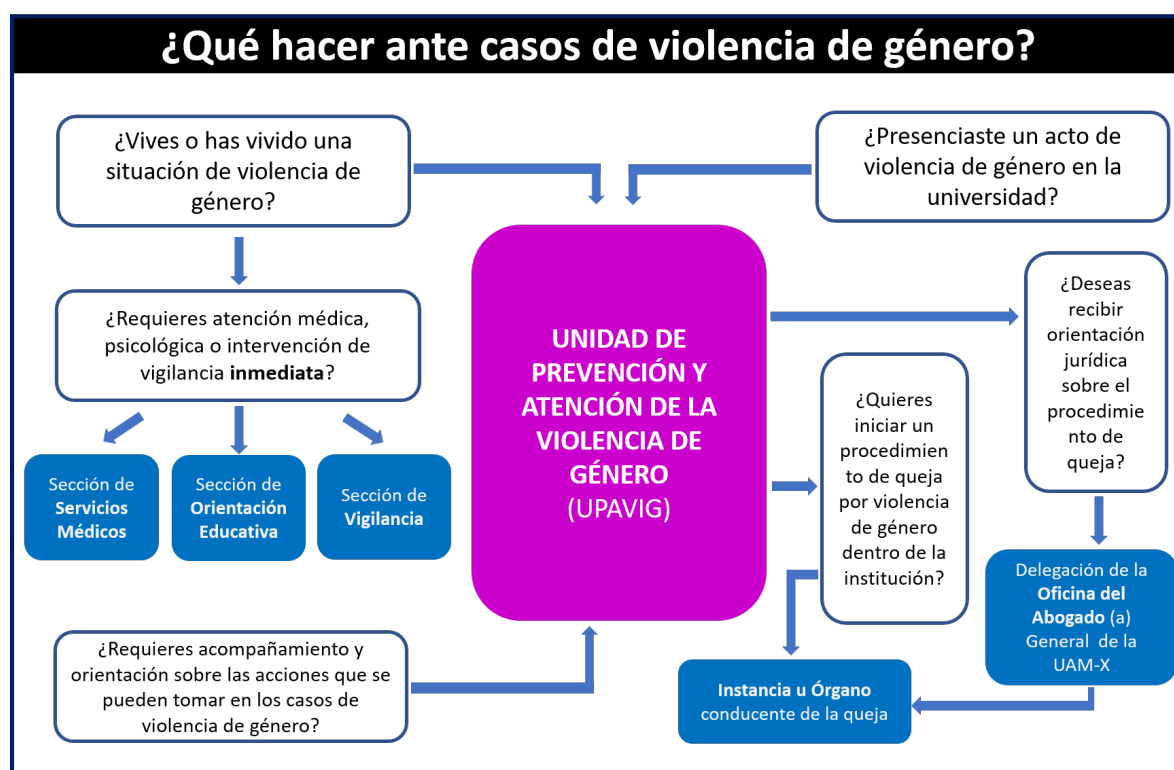 ¿Qué hacer ante casos de violencia de género?
¿Vives o has vivido una
situación de violencia de
género?
¿Presenciaste un acto de
violencia de género en la
universidad?
¿Requieres atención médica,
psicológica o intervención de
vigilancia inmediata?
Sección de
Servicios
Médicos
Sección de
Orientación
Educativa
Sección de
Vigilancia
UNIDAD DE
PREVENCIÓN Y
ATENCIÓN DE LA
VIOLENCIA DE
GÉNERO
(UPAVIG)
¿Deseas
recibir
orientación
jurídica
sobre el
procedimie
nto de
queja?
¿Quieres
iniciar un
procedimien
to de queja
por violencia
de género
dentro de la
institución?
Delegación de la
Oficina del
Abogado (a)
General de la
UAM-X
¿Requieres acompañamiento y
orientación sobre las acciones que se
pueden tomar en los casos de
violencia de género?
Instancia u Órgano
conducente de la queja